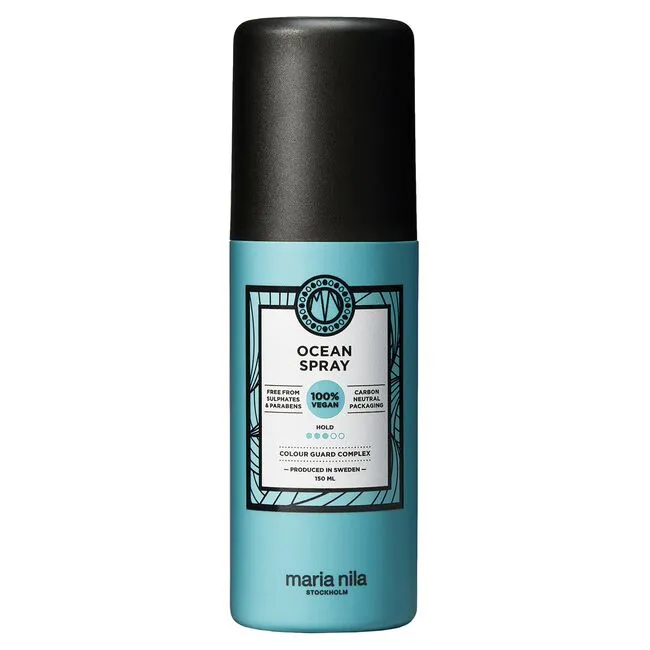 OCEAN
SPRAY
FREE FROM
SULPHATES
& PARABENS
100%
VEGAN
CARBON
NEUTRAL
PACKAGING
HOLD
COLOUR GUARD COMPLEX
— PRODUCED IN SWEDEN —
150 ML
maria nila
STOCKHOLM